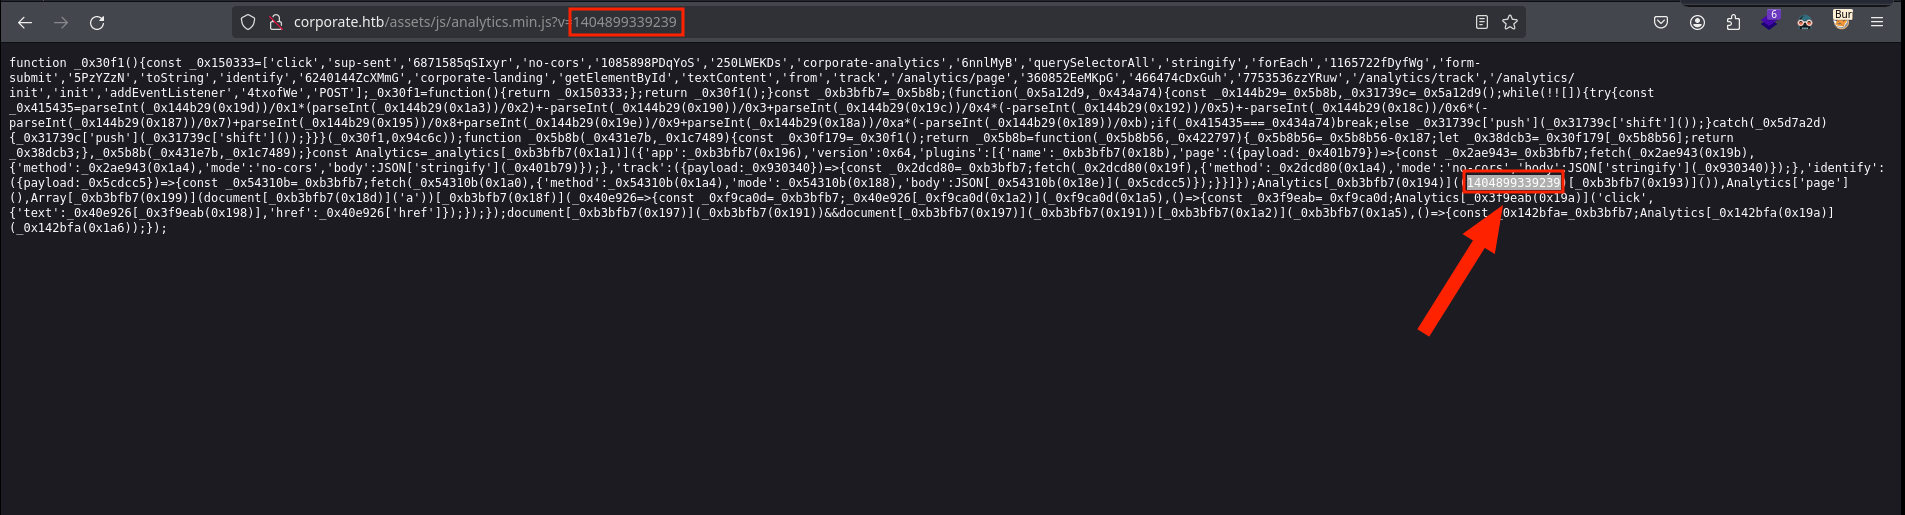 corporate.htb/assets/js/analytics.min.js?v=1404899339239
6
Bur
function _0x30f1(){const _0x150333=['click','sup-sent','6871585qSIxyr','no-cors','1085898PDqYoS','250LWEKDs','corporate-analytics','6nnlMyB','querySelectorAll','stringify','forEach','1165722fDyfWg','form-
submit','5PzYZzN','toString','identify','6240144ZcXMmG','corporate-landing','getElementById','textContent','from','track','/analytics/page','360852EeMKpG','466474cDxGuh','7753536zzYRuw','/analytics/track','/analytics/
init','init','addEventListener','4txofWe','POST'];_0x30f1=function(){return _0x150333;};return _0x30f1();}const _0xb3bfb7=_0x5b8b;(function(_0x5a12d9,_0x434a74){const _0x144b29=_0x5b8b,_0x31739c=_0x5a12d9();while(!![]){try{const
_0x415435=parseInt(_0x144b29(0x19d))/0x1*(parseInt(_0x144b29(0x1a3))/0x2)+-parseInt(_0x144b29(0x190))/0x3+parseInt(_0x144b29(0x19c))/0x4*(-parseInt(_0x144b29(0x192))/0x5)+-parseInt(_0x144b29(0x18c))/0x6*(-
parseInt(_0x144b29(0x187))/0x7)+parseInt(_0x144b29(0x195))/0x8+parseInt(_0x144b29(0x19e))/0x9+parseInt(_0x144b29(0x18a))/0xa*(-parseInt(_0x144b29(0x189))/0xb);if(_0x415435===_0x434a74)break;else _0x31739c['push'](_0x31739c['shift']());}catch(_0x5d7a2d)
{_0x31739c['push'](_0x31739c['shift']());}}}(_0x30f1,0x94c6c));function _0x5b8b(_0x431e7b,_0x1c7489){const _0x30f179=_0x30f1();return _0x5b8b=function(_0x5b8b56,_0x422797){_0x5b8b56=_0x5b8b56-0x187;let _0x38dcb3=_0x30f179[_0x5b8b56];return
_0x38dcb3;},_0x5b8b(_0x431e7b,_0x1c7489);}const Analytics=_analytics[_0xb3bfb7(0x1a1)]({'app':_0xb3bfb7(0x196),'version':0x64,'plugins':[{'name':_0xb3bfb7(0x18b),'page':({payload:_0x401b79})=>{const _0x2ae943=_0xb3bfb7;fetch(_0x2ae943(0x19b),
{'method':_0x2ae943(0x1a4),'mode':'no-cors','body':JSON['stringify'](_0x401b79)});},'track':({payload:_0x930340})=>{const _0x2dcd80=_0xb3bfb7;fetch(_0x2dcd80(0x19f),{'method':_0x2dcd80(0x1a4),'mode':'no-cors','body':JSON['stringify'](_0x930340)});},'identify':
({payload:_0x5cdcc5})=>{const _0x54310b=_0xb3bfb7;fetch(_0x54310b(0x1a0),{'method':_0x54310b(0x1a4),'mode':_0x54310b(0x188),'body':JSON[_0x54310b(0x18e)](_0x5cdcc5)});}}]});Analytics[_0xb3bfb7(0x194)]((1404899339239)[_0xb3bfb7(0x193)]()),Analytics['page']
(),Array[_0xb3bfb7(0x199)](document[_0xb3bfb7(0x18d)]('a'))[_0xb3bfb7(0x18f)](_0x40e926=>{const _0xf9ca0d=_0xb3bfb7;_0x40e926[_0xf9ca0d(0x1a2)](_0xf9ca0d(0x1a5),()=>{const _0x3f9eab=_0xf9ca0d;Analytics[_0x3f9eab(0x19a)]('click',
{'text':_0x40e926[_0x3f9eab(0x198)],'href':_0x40e926['href']});});});document[_0xb3bfb7(0x197)](_0xb3bfb7(0x191))&&document[_0xb3bfb7(0x197)](_0xb3bfb7(0x191))[_0xb3bfb7(0x1a2)](_0xb3bfb7(0x1a5),()=>{const _0x142bfa=_0xb3bfb7;Analytics[_0x142bfa(0x19a)]
(_0x142bfa(0x1a6));});